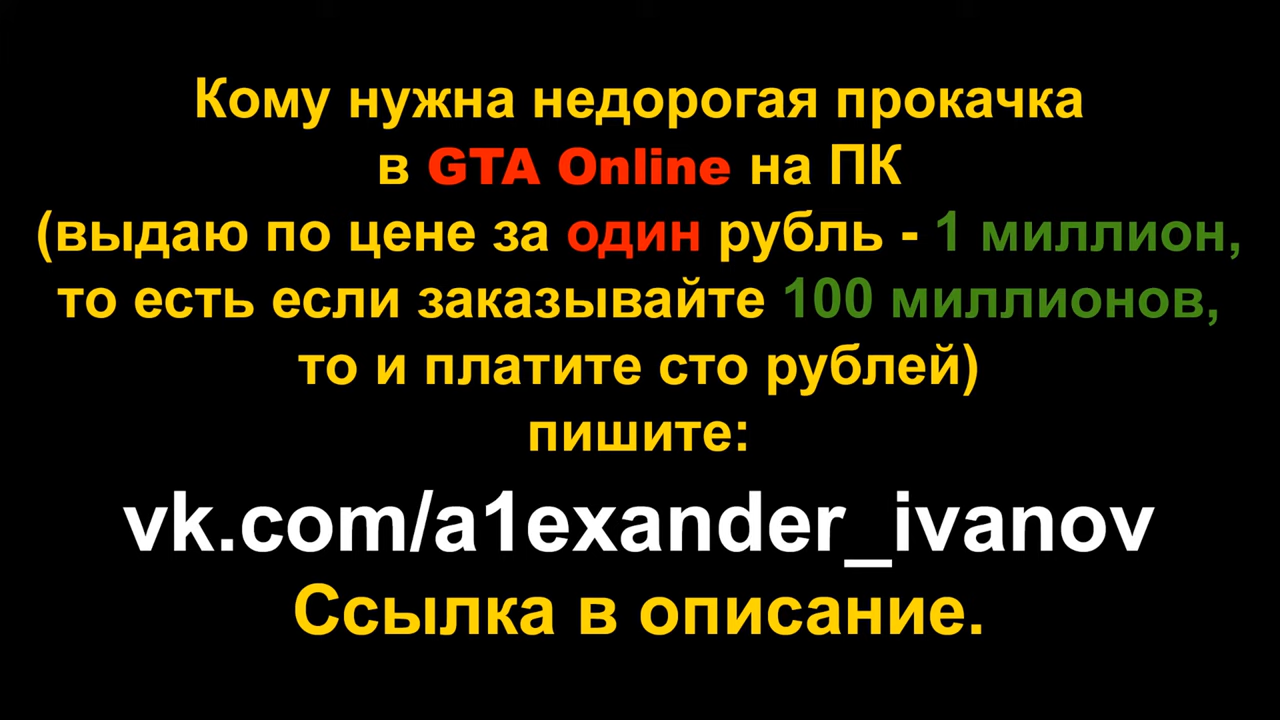 Кому нужна недорогая прокачка
в GTA Online на ПК
(выдаю по цене за один рубль - 1 миллион,
то есть если заказывайте 100 миллионов,
то и платите сто рублей)
пишите:
vk.com/a1exander_ivanov
Ссылка в описание.